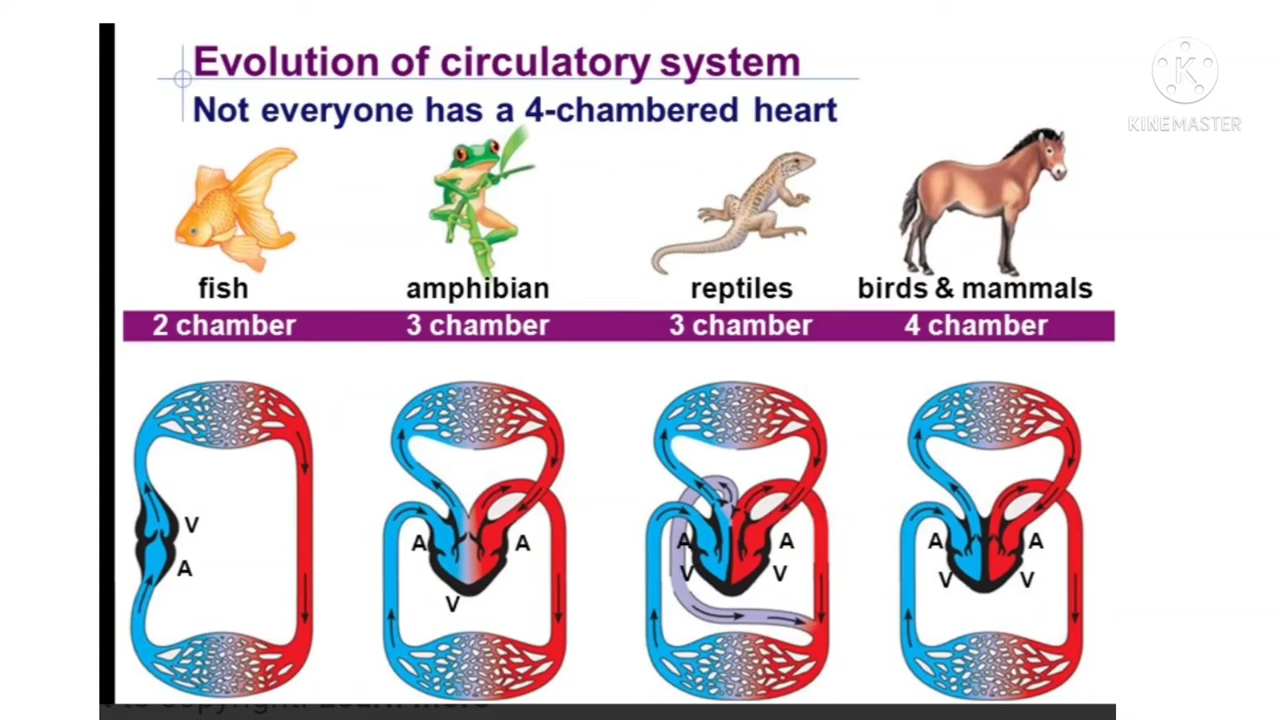 Evolution of circulatory system
Not everyone has a 4-chambered heart
KINEMASTER
fish amphibian reptiles birds & mammals
2 chamber 3 chamber 3 chamber 4 chamber
V
A
A A
V
A A
V V
A A
V V